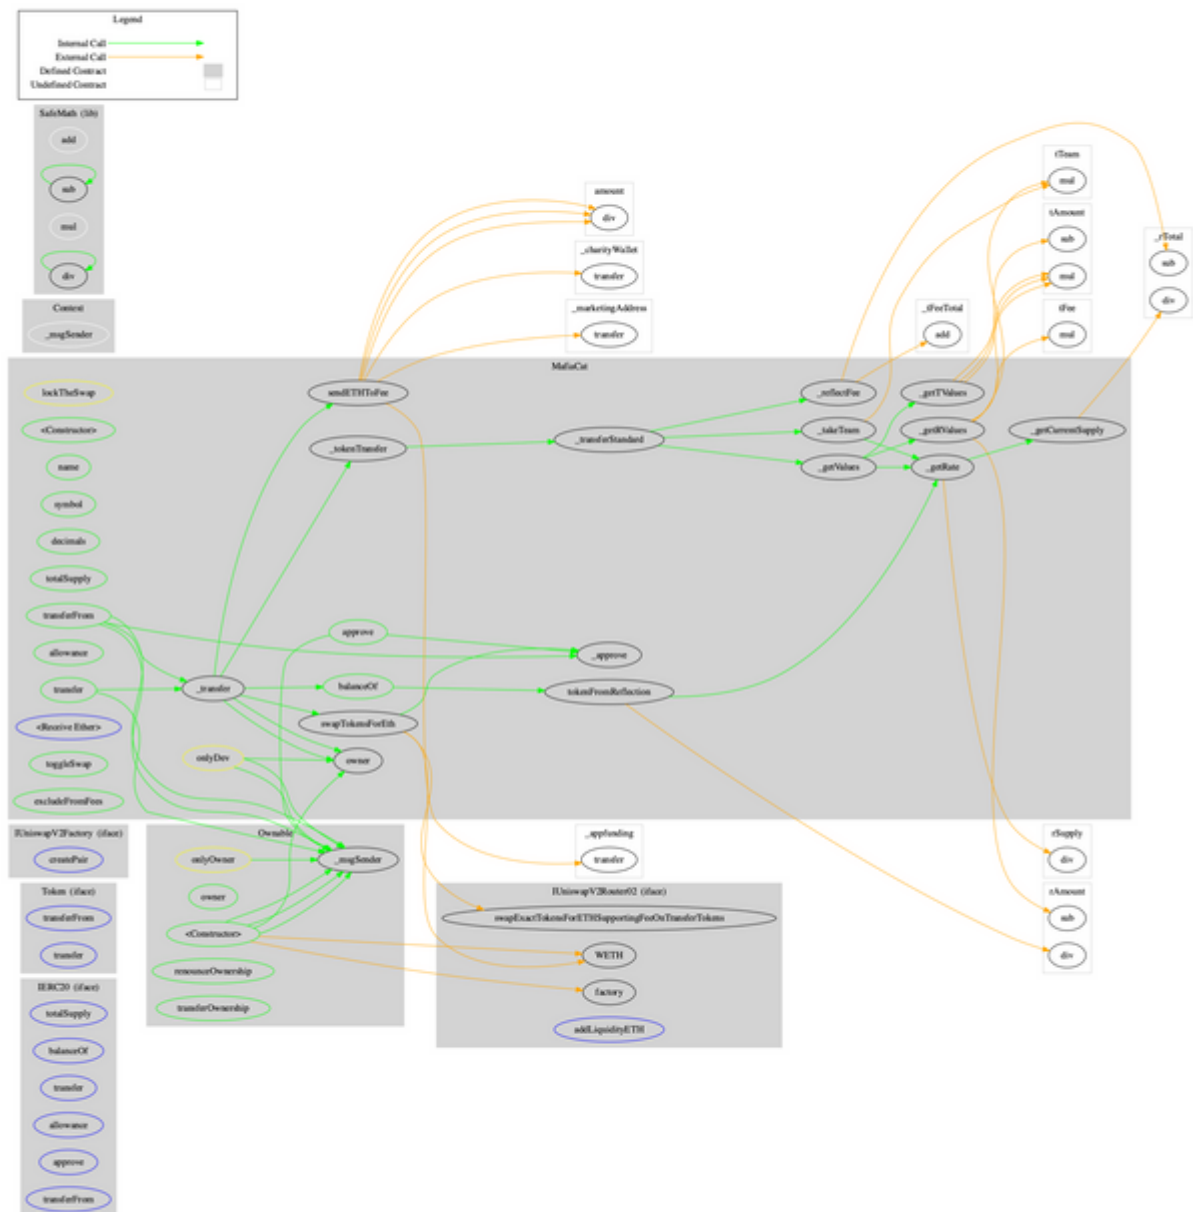 Legend
Internal Call
External Call
Defined Contract
Undefined Contract
SafeMath (lib)
add
sub
mul
div
Context
_msgSender
amount
div
_charityWallet
transfer
_marketingAddress
transfer
_tFeeTotal
add
tTeam
mul
tAmount
sub
mul
tFee
mul
_rTotal
sub
div
MafiaCat
lockTheSwap
<Constructor>
name
symbol
decimals
totalSupply
transferFrom
allowance
transfer
<Receive Ether>
toggleSwap
excludeFromFees
_transfer
onlyDev
sendETHToFee
_tokenTransfer
approve
balanceOf
swapTokensForEth
owner
_transferStandard
_approve
tokenFromReflection
_reflectFee
_takeTeam
_getValues
_getTValues
_getRValues
_getRate
_getCurrentSupply
IUniswapV2Factory (iface)
createPair
Token (iface)
transferFrom
transfer
IERC20 (iface)
totalSupply
balanceOf
transfer
allowance
approve
transferFrom
Ownable
onlyOwner
owner
<Constructor>
renounceOwnership
transferOwnership
_msgSender
_appfunding
transfer
IUniswapV2Router02 (iface)
swapExactTokensForETHSupportingFeeOnTransferTokens
WETH
factory
addLiquidityETH
rSupply
div
rAmount
sub
div